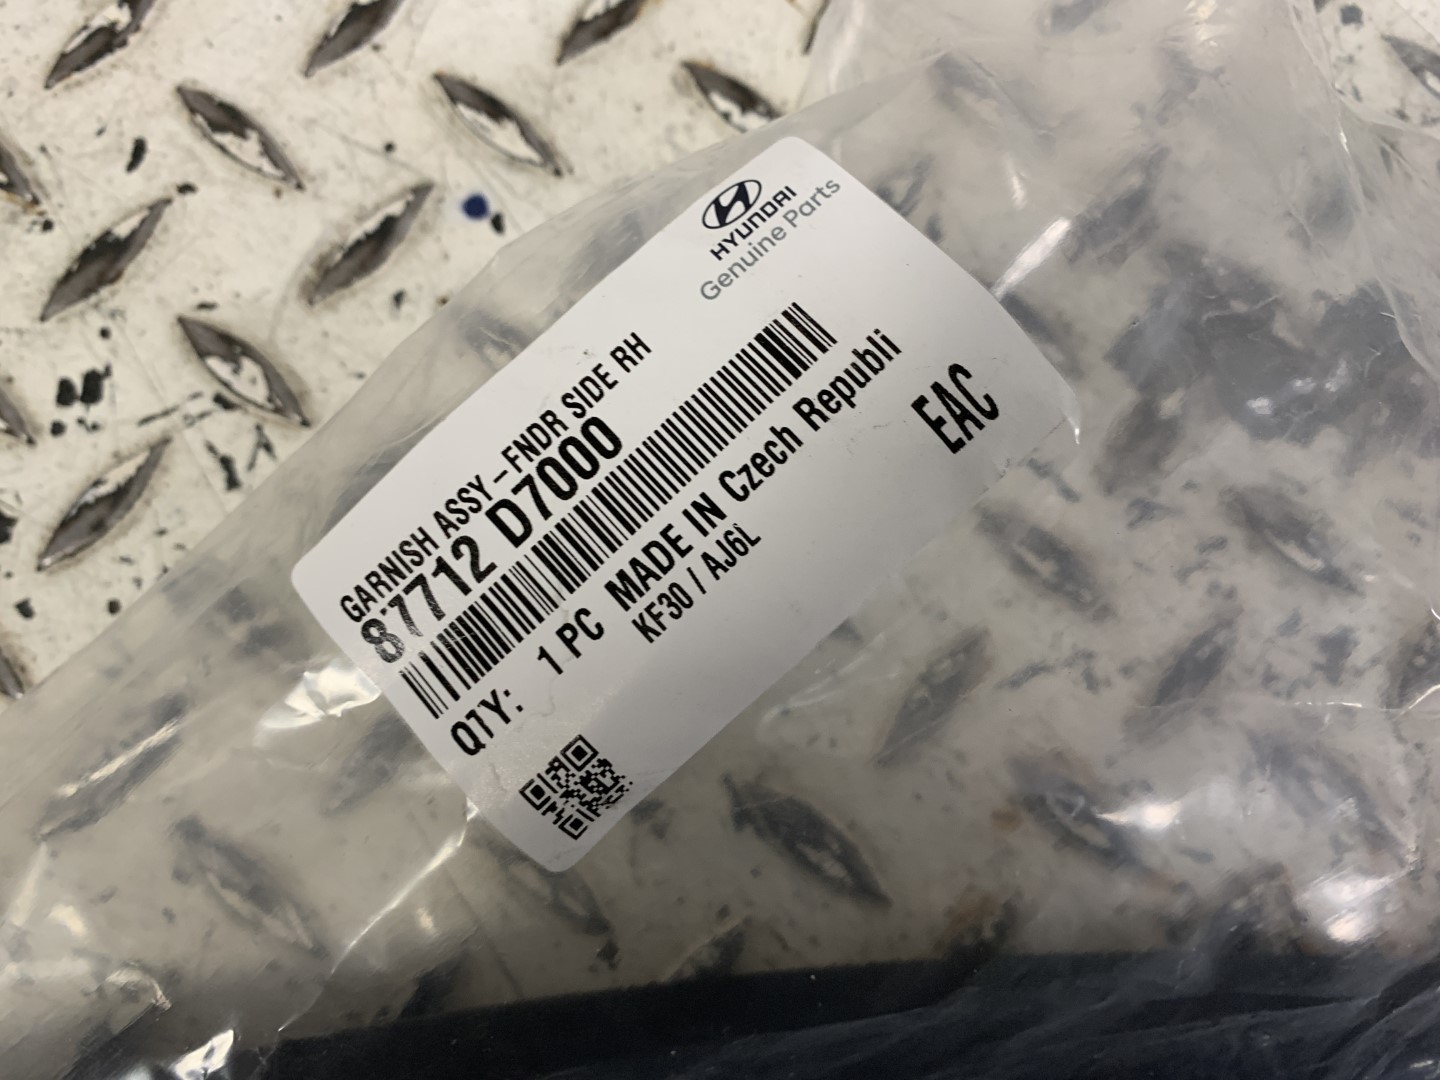 HYUNDAI
Genuine Parts
GARNISH ASSY-FNDR SIDE RH
87712 D7000
QTY: 1 PC MADE IN Czech Republi
KF30 / AJ6L
EAC